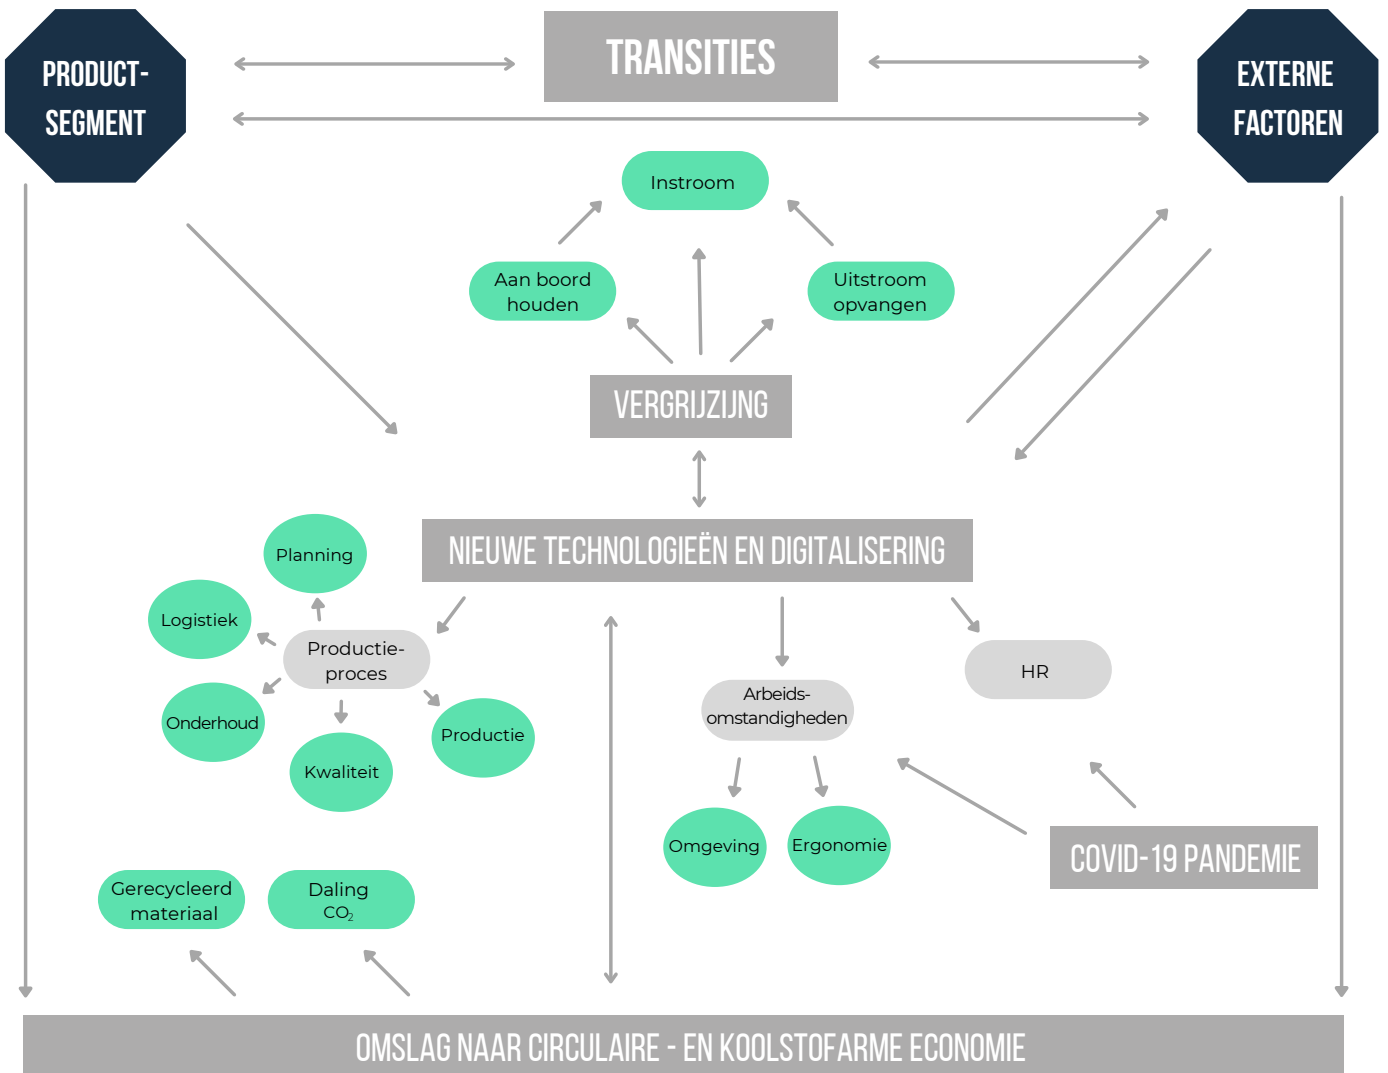 PRODUCT-
SEGMENT
TRANSITIES
EXTERNE
FACTOREN
Instroom
Aan boord
houden
Uitstroom
opvangen
VERGRIJZIJNG
NIEUWE TECHNOLOGIEËN EN DIGITALISERING
Planning
Logistiek
Productie-
proces
Onderhoud
Kwaliteit
Productie
HR
Arbeids-
omstandigheden
Omgeving
Ergonomie
COVID-19 PANDEMIE
Gerecycleerd
materiaal
Daling
CO₂
OMSLAG NAAR CIRCULAIRE - EN KOOLSTOFARME ECONOMIE